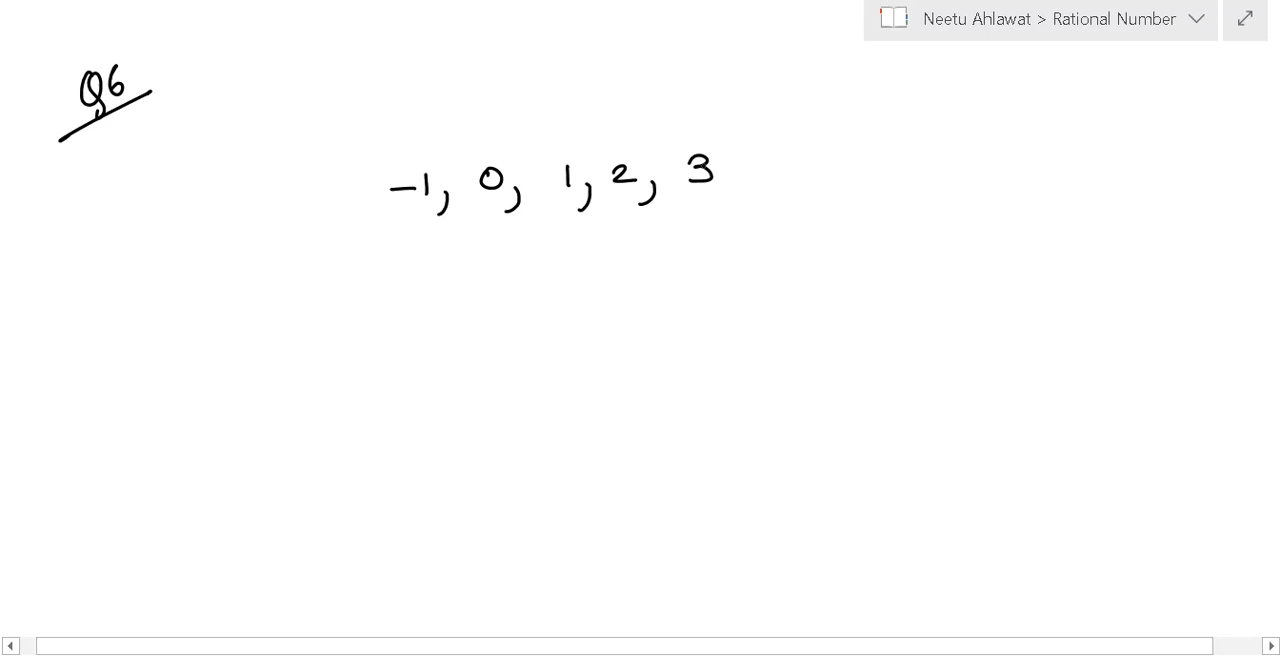 Neetu Ahlawat > Rational Number
Q6
-1, 0, 1, 2, 3